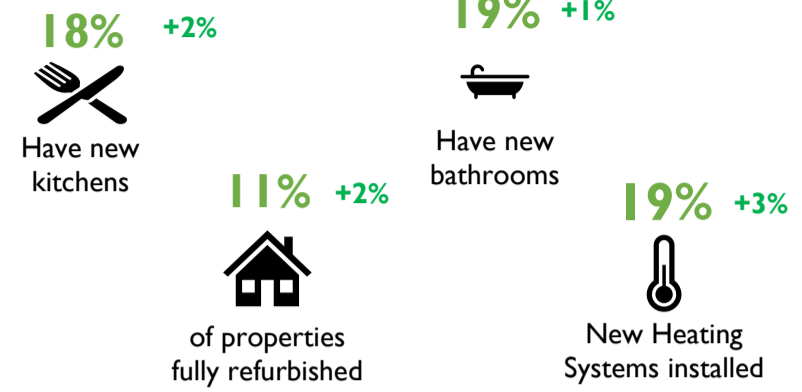 18% +2%
Have new
kitchens
19% +1%
Have new
bathrooms
11% +2%
of properties
fully refurbished
19% +3%
New Heating
Systems installed